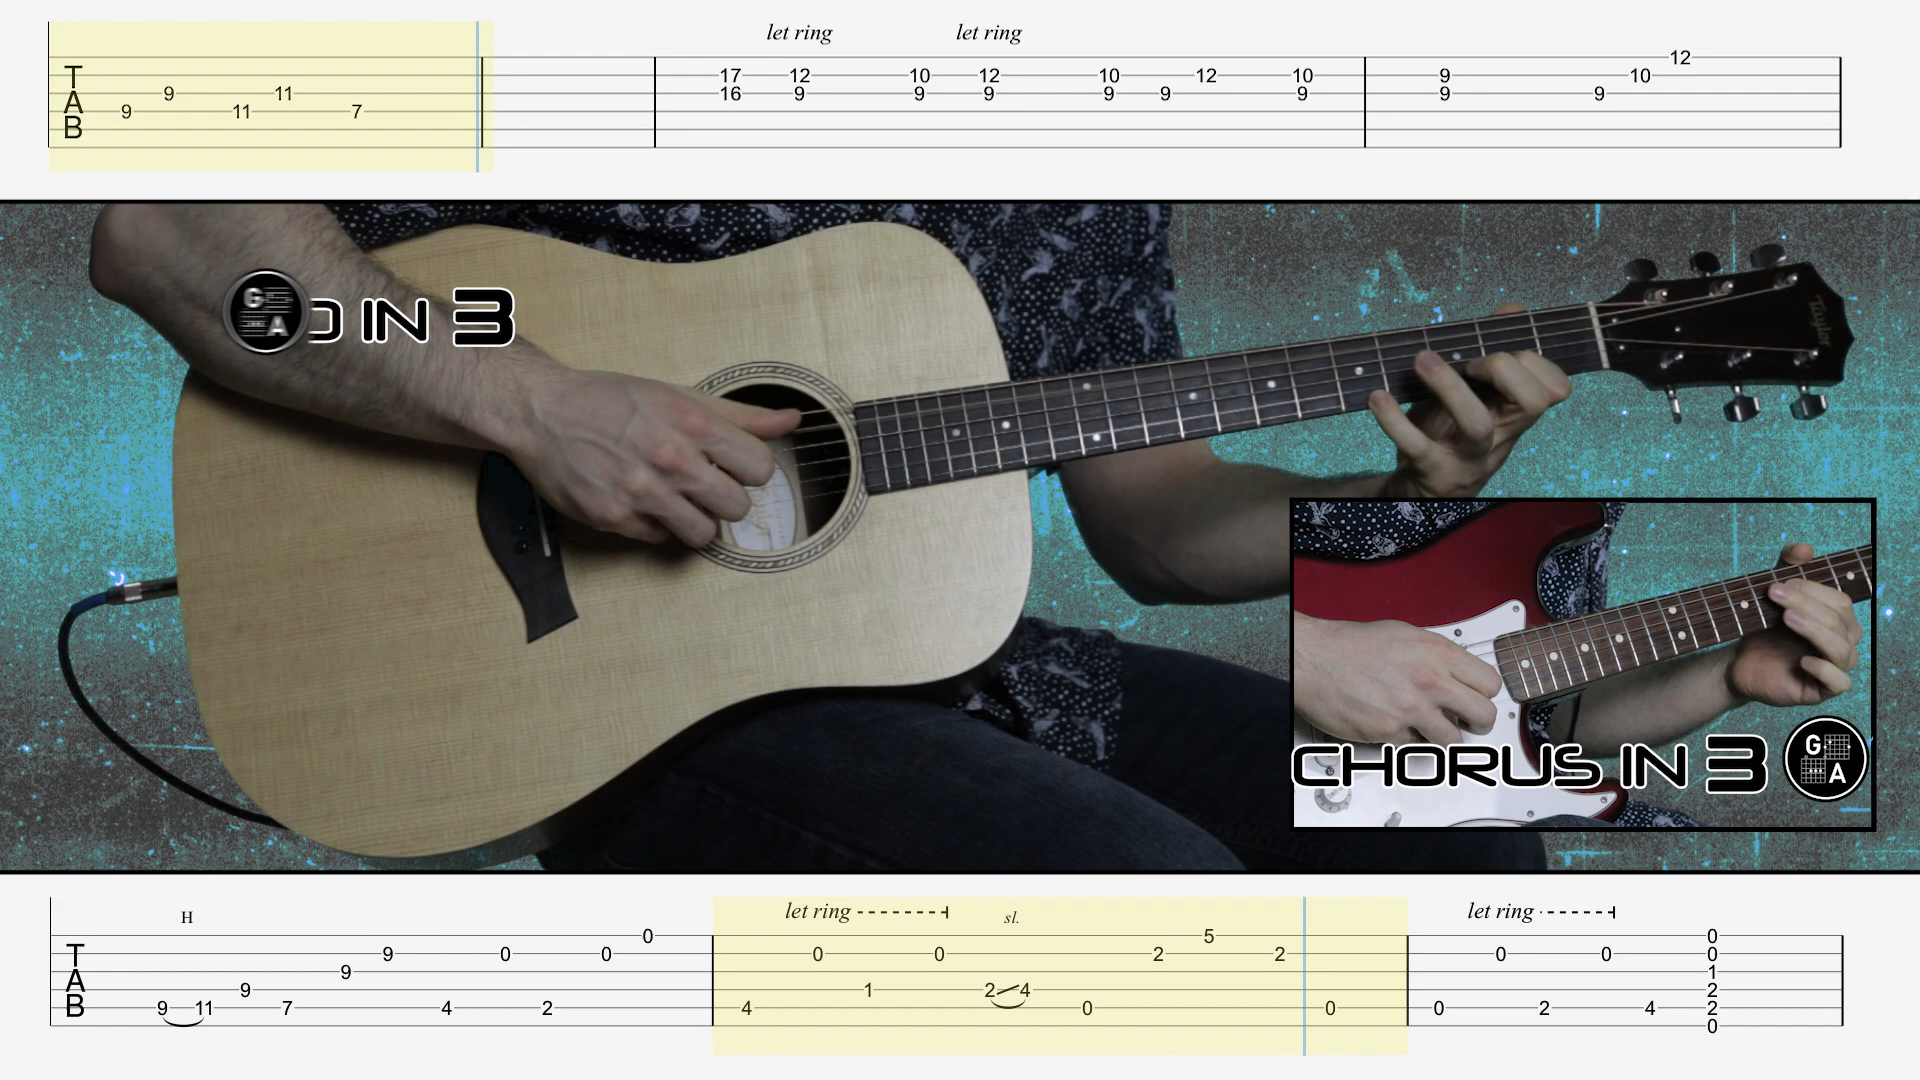 let ring let ring
12
17 12 10 12 10 12 10 9 10
T
16 9 9 9 9 9 9 9 9
9 11
A
9 11 7
B
G
A
IN 3
Taylor
CHORUS IN 3
G
A
H let ring sl. let ring
0 5 0
T
9 0 0 0 0 2 2 0 0 0
A
9 1
9 1 2 4 2
B
9 11 7 4 2 4 0 0 0 2 4 2
0